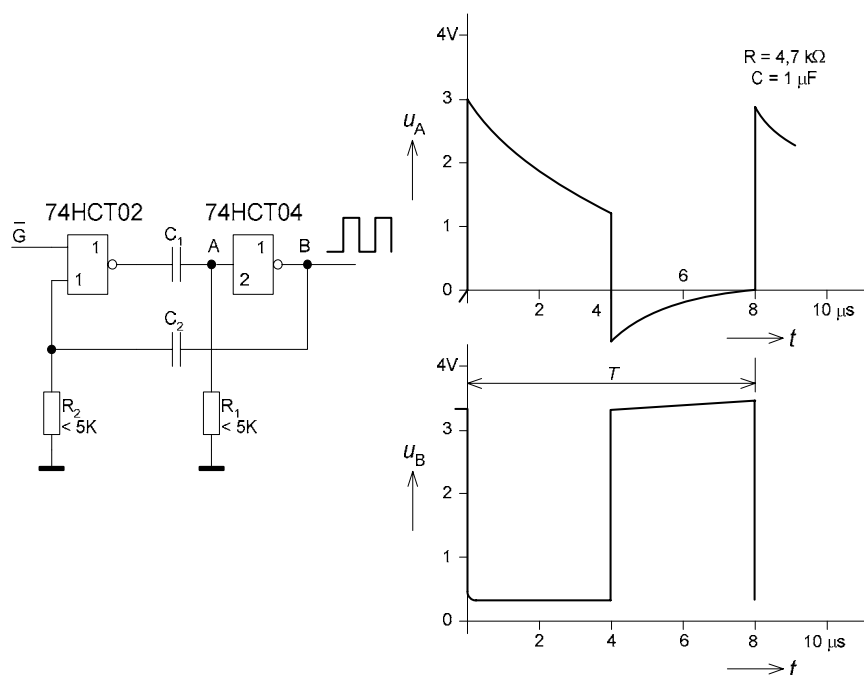 74HCT02
74HCT04
G
1
1
C1
A
1
2
B
C2
R2
< 5K
R1
< 5K
4V
3
2
1
0
uA
R = 4,7 kΩ
C = 1 μF
2
4
6
8
10 μs
t
4V
3
2
1
0
uB
T
2
4
6
8
10 μs
t